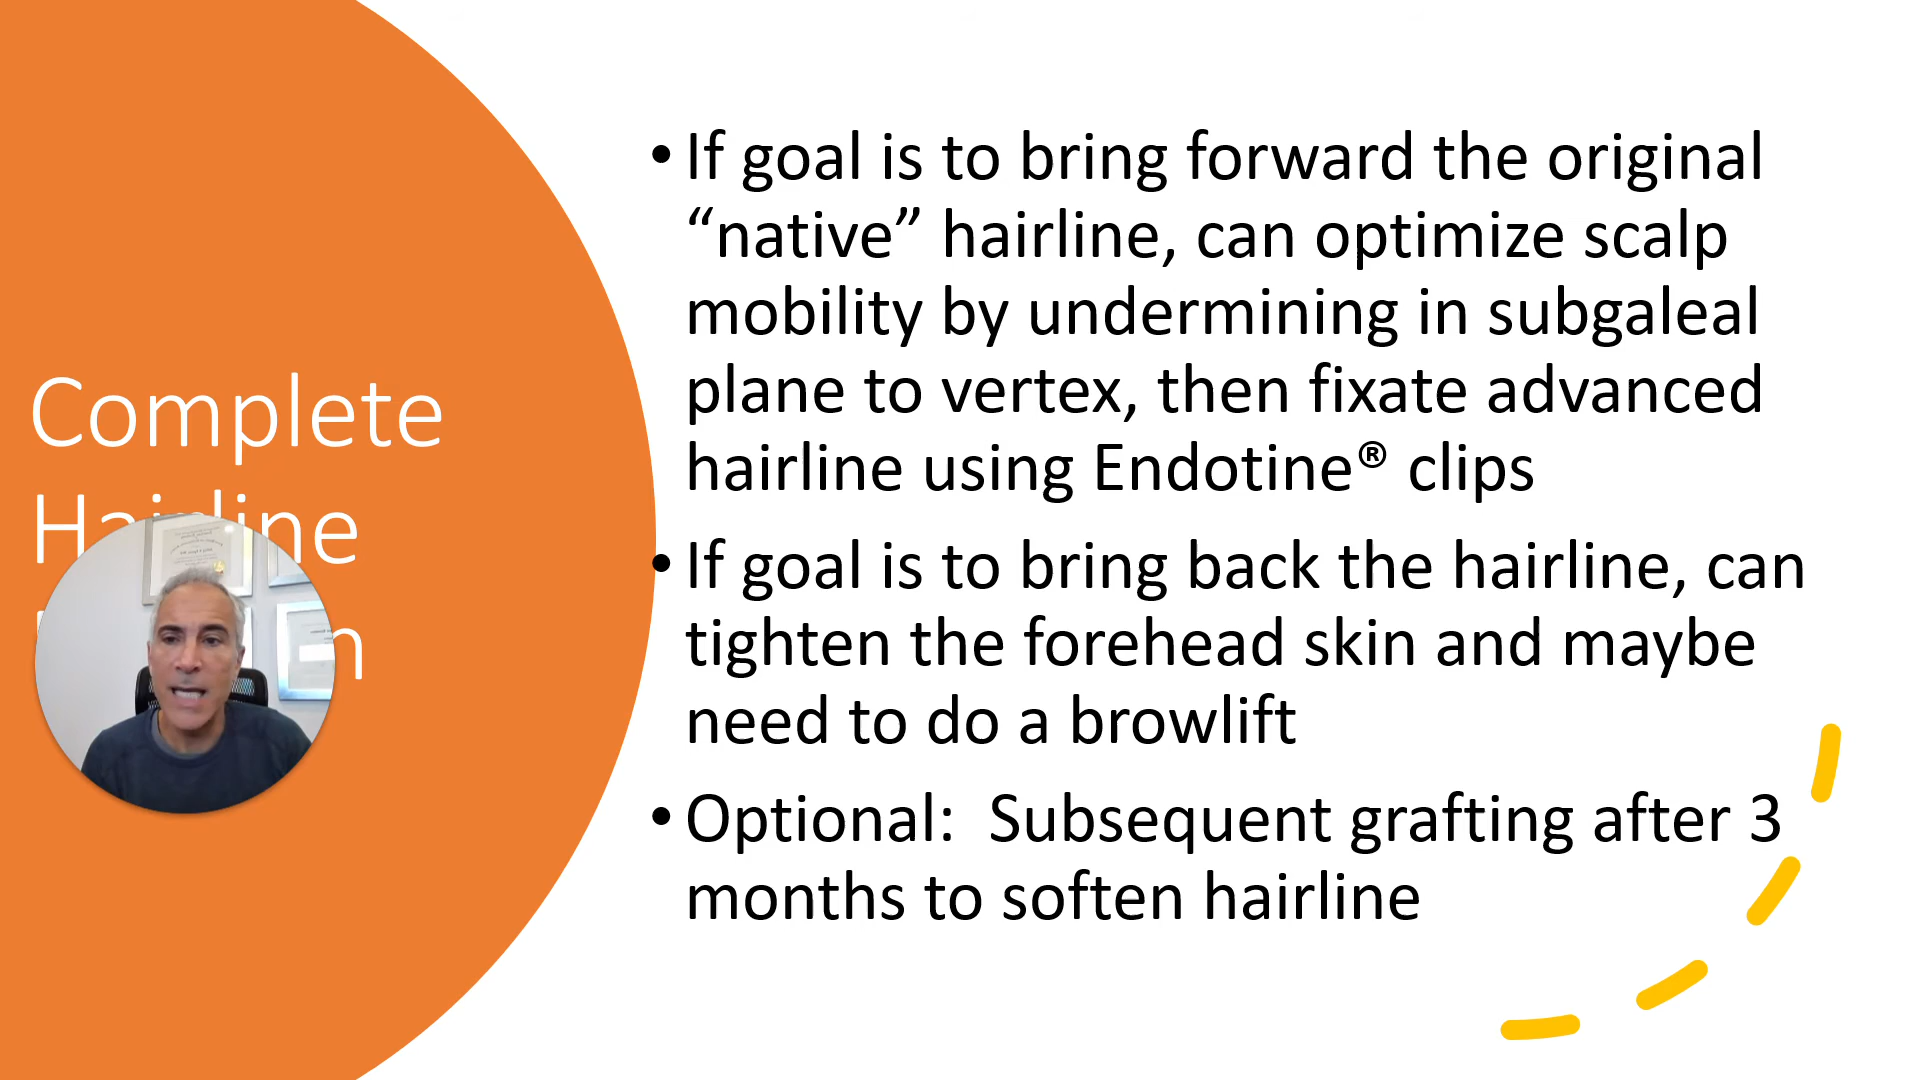 Complete
Hairline
• If goal is to bring forward the original
“native” hairline, can optimize scalp
mobility by undermining in subgaleal
plane to vertex, then fixate advanced
hairline using Endotine® clips
• If goal is to bring back the hairline, can
tighten the forehead skin and maybe
need to do a browlift
• Optional:  Subsequent grafting after 3
months to soften hairline